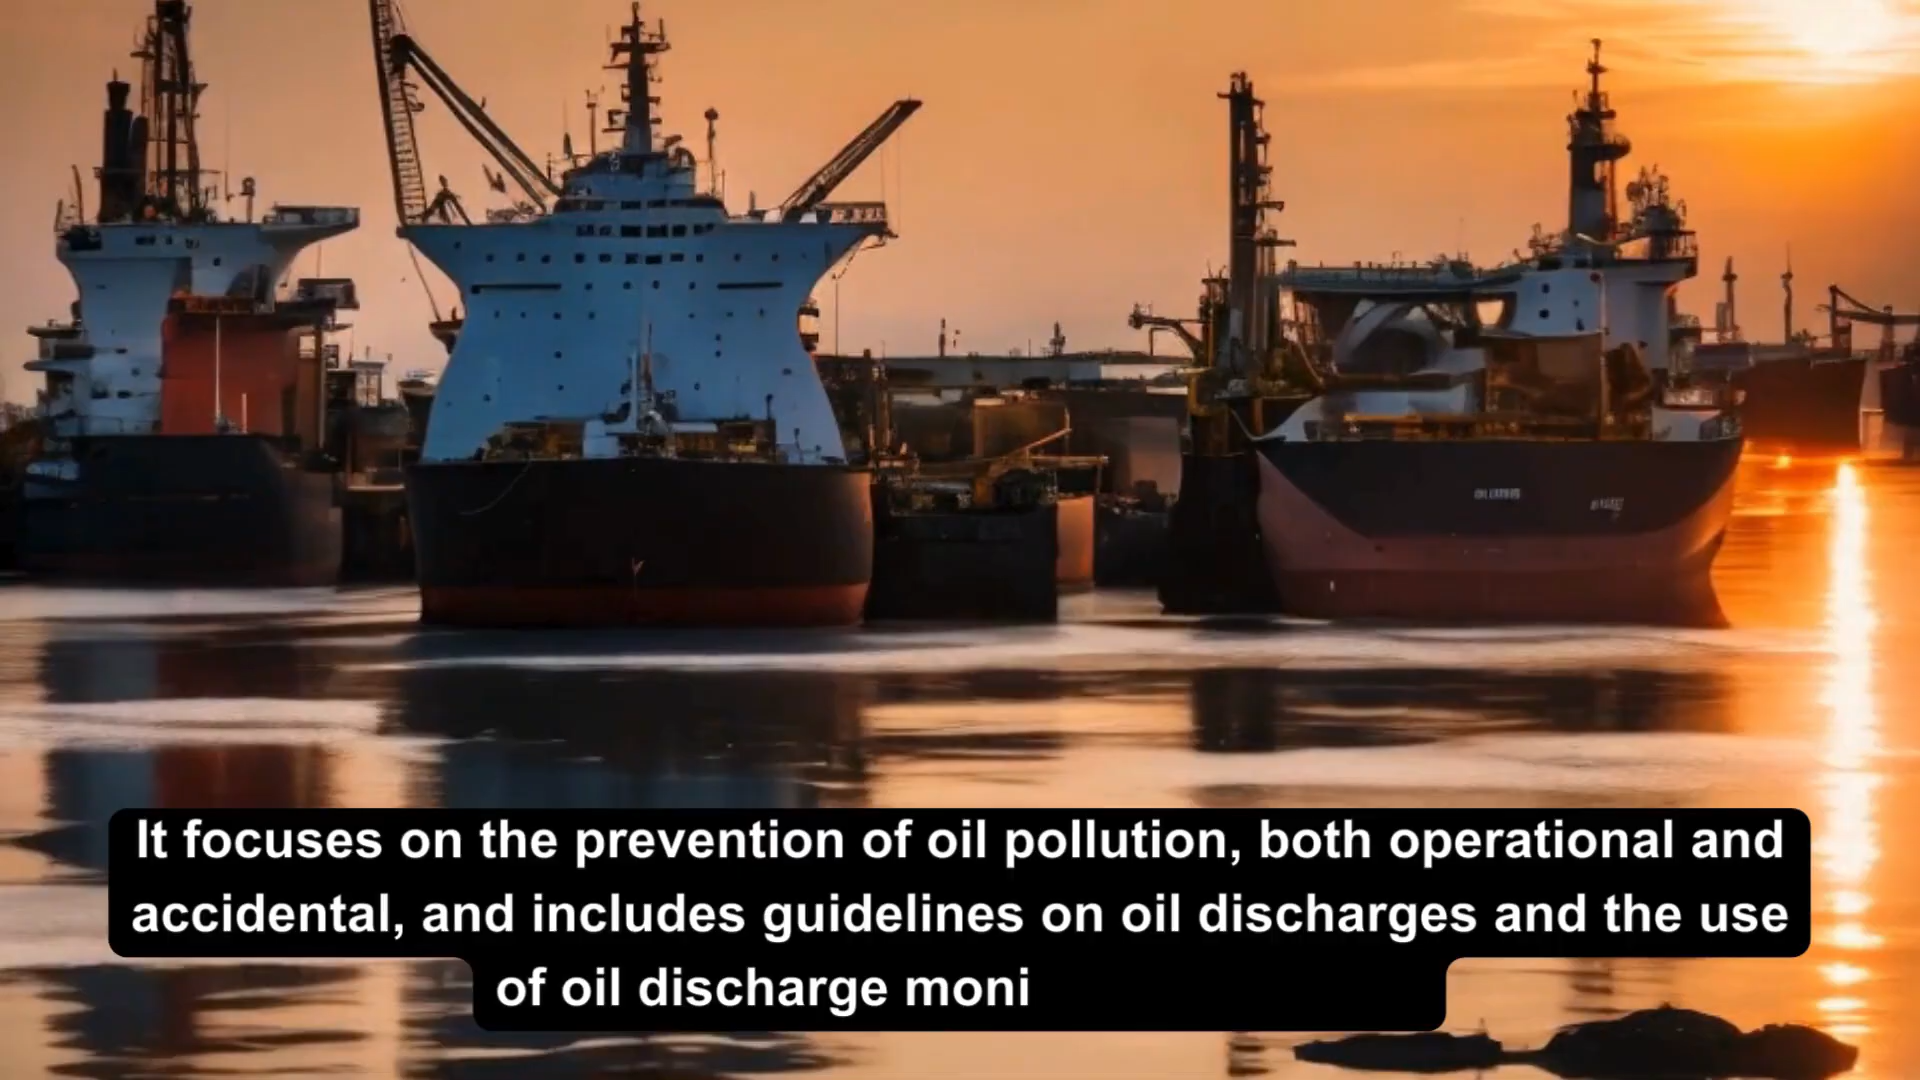 It focuses on the prevention of oil pollution, both operational and
accidental, and includes guidelines on oil discharges and the use
of oil discharge moni